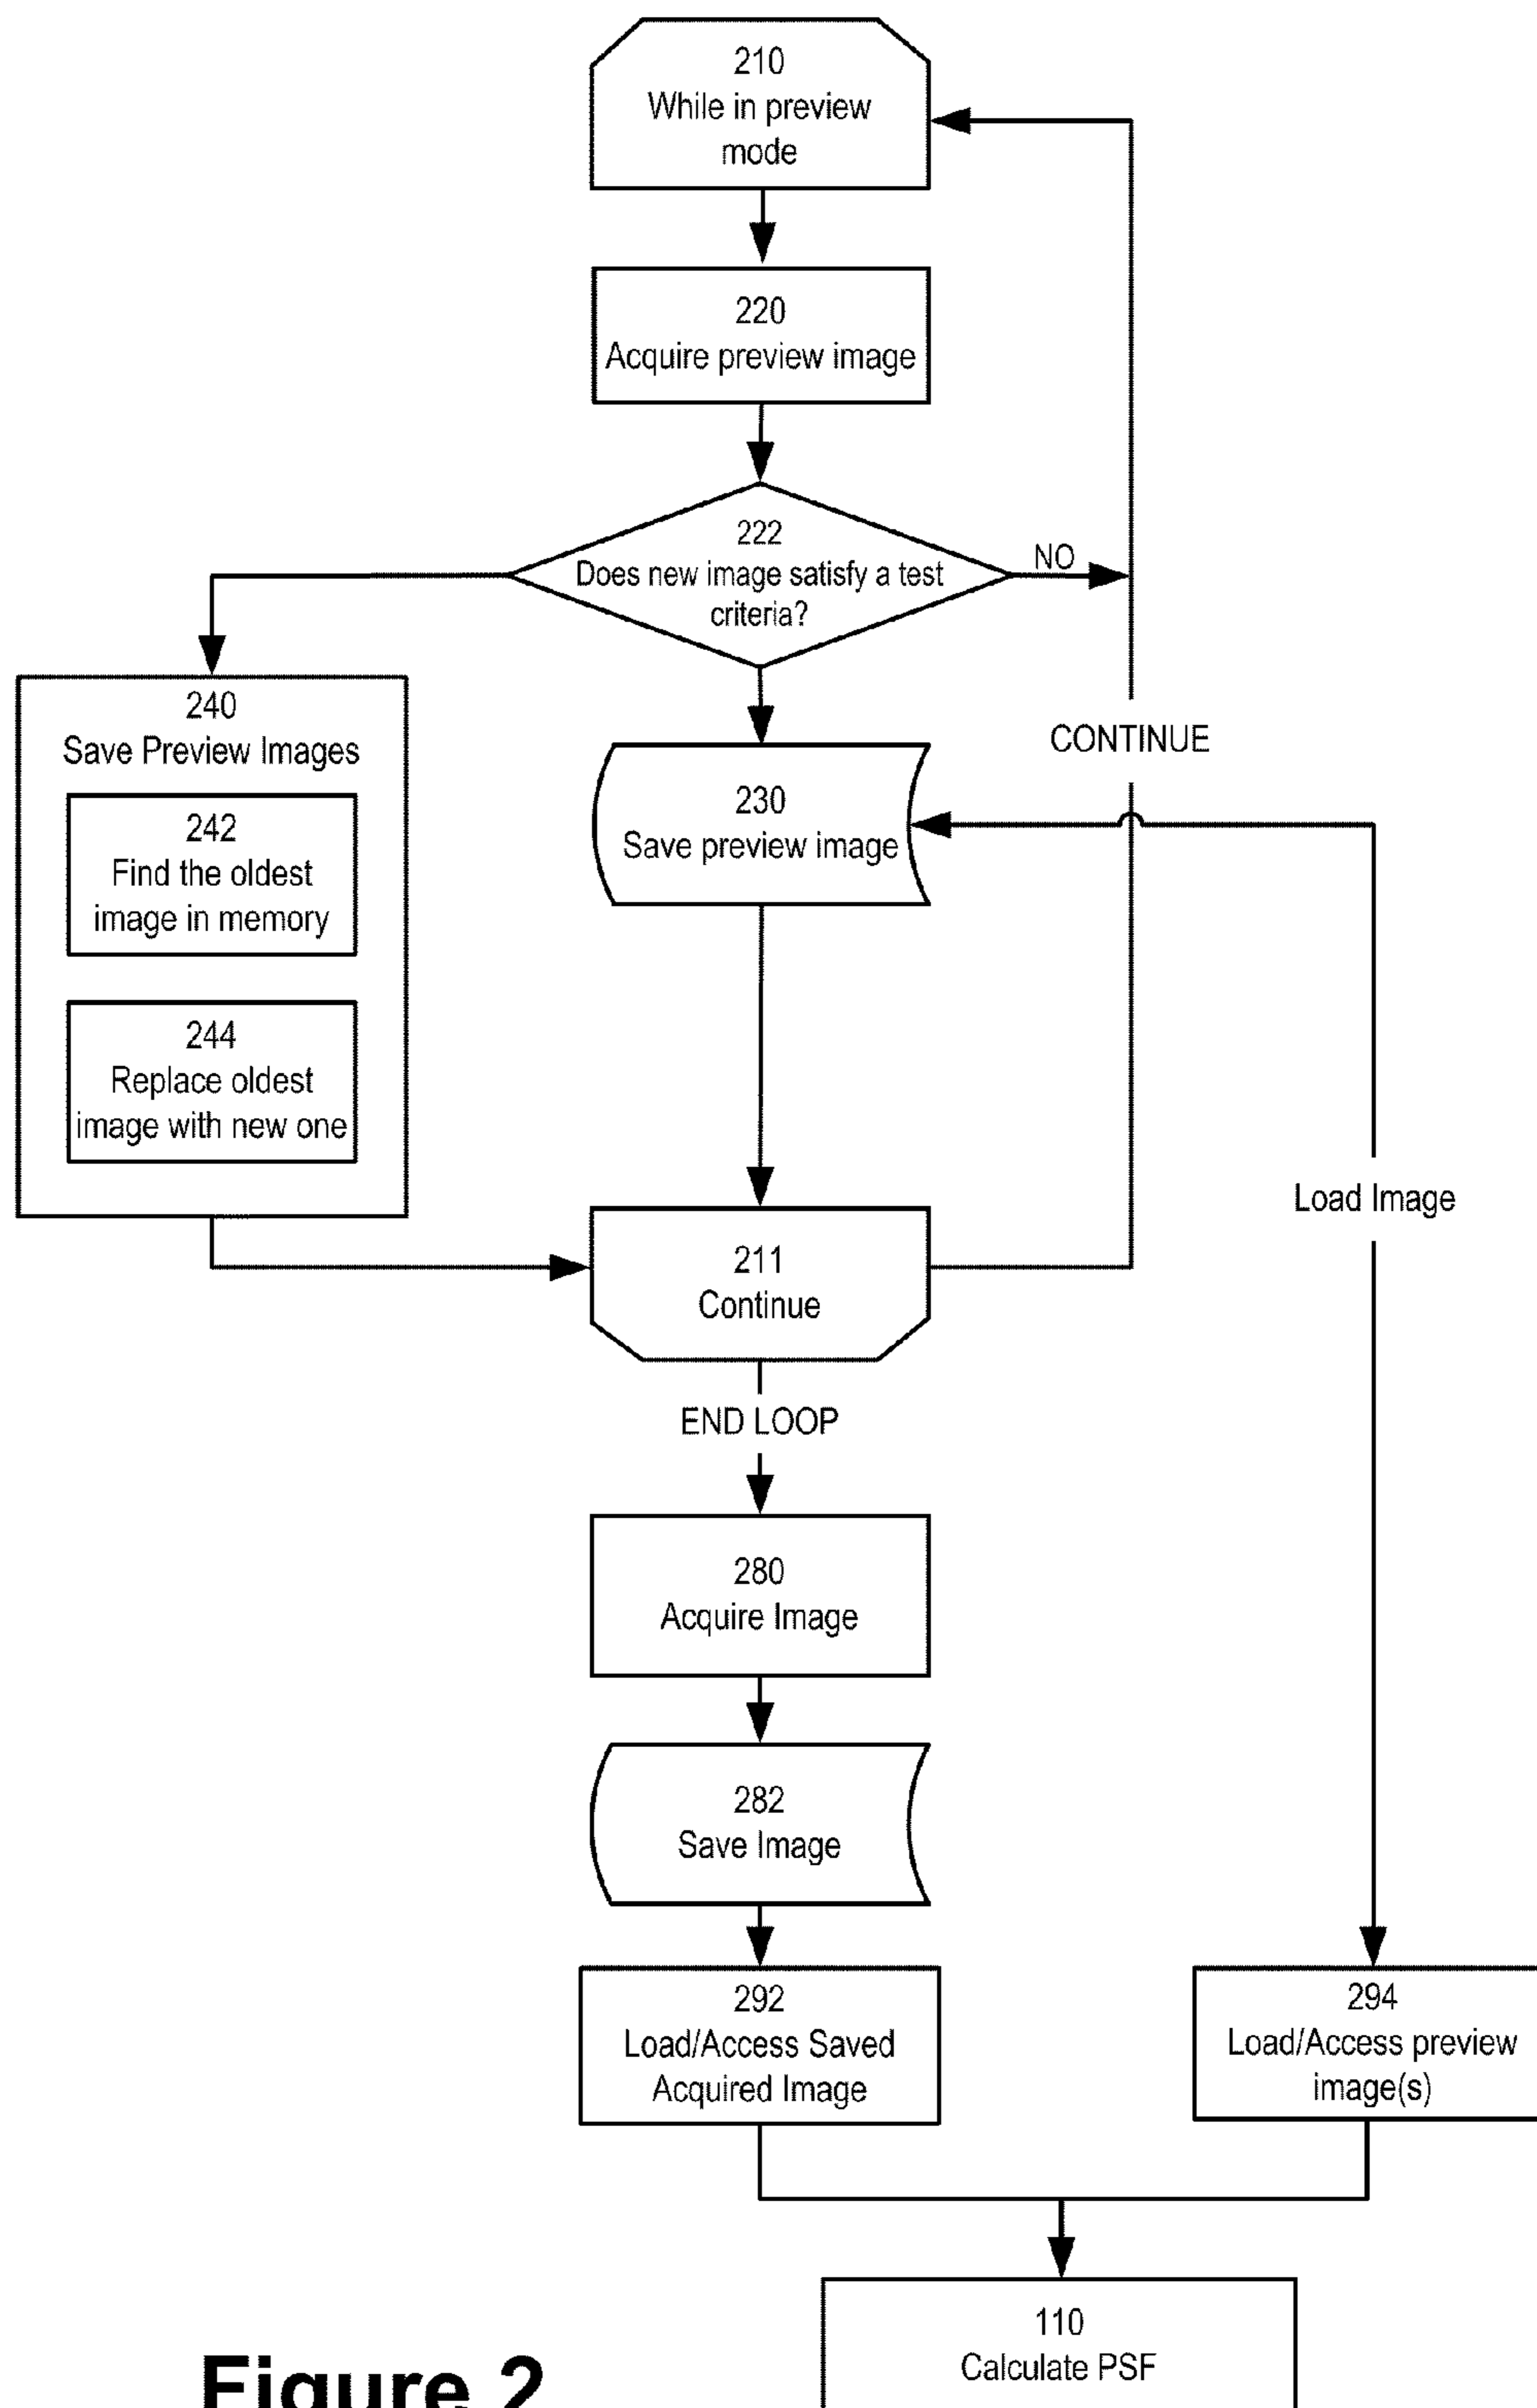 210
While in preview
mode
220
Acquire preview image
222
Does new image satisfy a test
criteria?
NO
240
Save Preview Images
242
Find the oldest
image in memory
244
Replace oldest
image with new one
230
Save preview image
CONTINUE
Load Image
211
Continue
END LOOP
280
Acquire Image
282
Save Image
292
Load/Access Saved
Acquired Image
294
Load/Access preview
image(s)
110
Calculate PSF
Figure 2